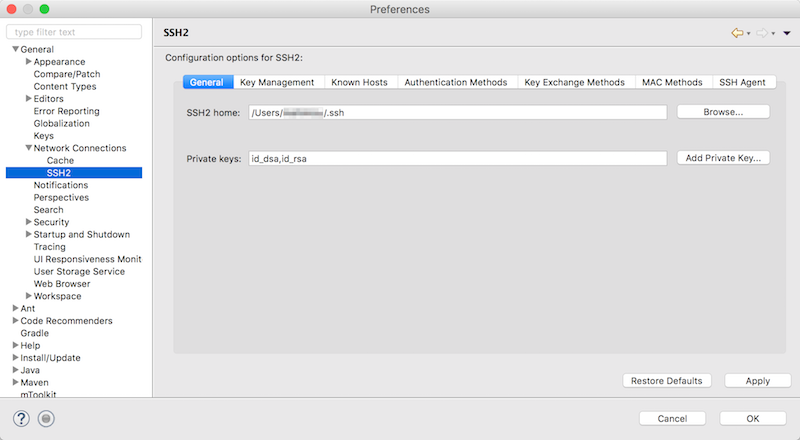 Preferences
type filter text
General
Appearance
Compare/Patch
Content Types
Editors
Error Reporting
Globalization
Keys
Network Connections
Cache
SSH2
Notifications
Perspectives
Search
Security
Startup and Shutdown
Tracing
UI Responsiveness Monit
User Storage Service
Web Browser
Workspace
Ant
Code Recommenders
Gradle
Help
Install/Update
Java
Maven
mToolkit
SSH2
Configuration options for SSH2:
General Key Management Known Hosts Authentication Methods Key Exchange Methods MAC Methods SSH Agent
SSH2 home: /Users/ /.ssh Browse...
Private keys: id_dsa,id_rsa Add Private Key...
Restore Defaults Apply
? Cancel OK